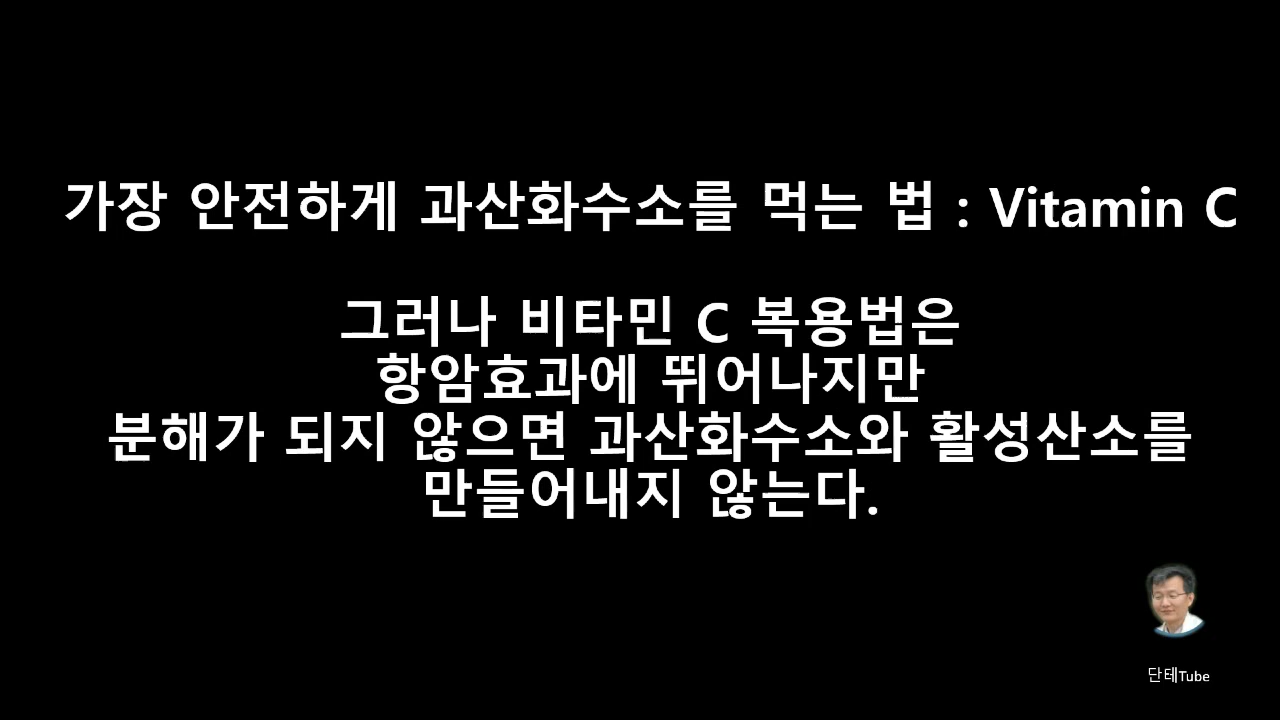 가장 안전하게 과산화수소를 먹는 법 : Vitamin C
그러나 비타민 C 복용법은
항암효과에 뛰어나지만
분해가 되지 않으면 과산화수소와 활성산소를
만들어내지 않는다.
단테Tube